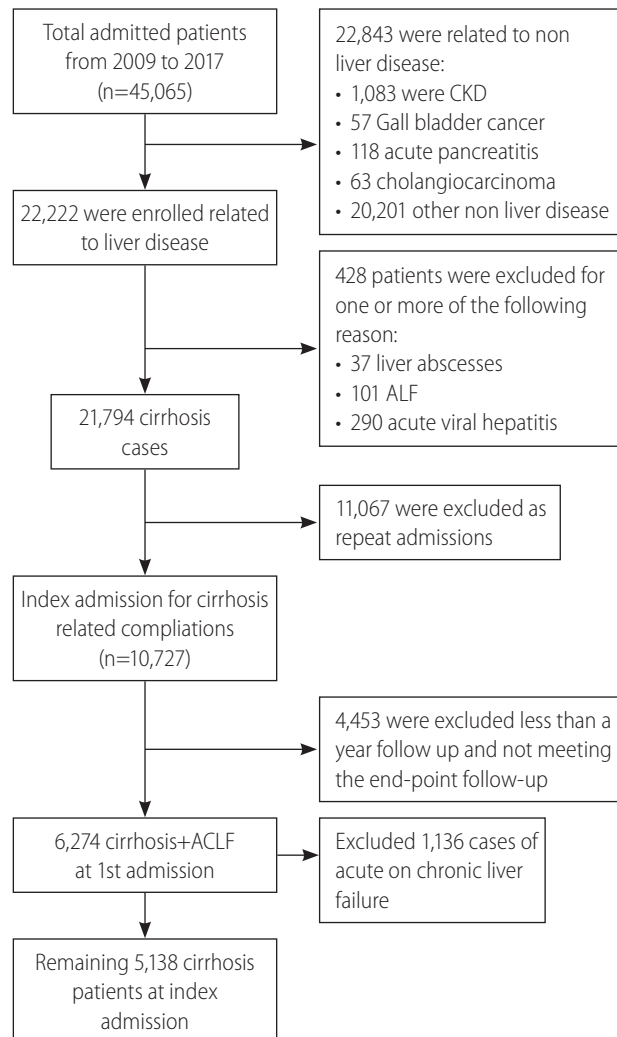 Total admitted patients
from 2009 to 2017
(n=45,065)
22,843 were related to non
liver disease:
• 1,083 were CKD
• 57 Gall bladder cancer
• 118 acute pancreatitis
• 63 cholangiocarcinoma
• 20,201 other non liver disease
22,222 were enrolled related
to liver disease
428 patients were excluded for
one or more of the following
reason:
• 37 liver abscesses
• 101 ALF
• 290 acute viral hepatitis
21,794 cirrhosis
cases
11,067 were excluded as
repeat admissions
Index admission for cirrhosis
related compliations
(n=10,727)
4,453 were excluded less than a
year follow up and not meeting
the end-point follow-up
6,274 cirrhosis+ACLF
at 1st admission
Excluded 1,136 cases of
acute on chronic liver
failure
Remaining 5,138 cirrhosis
patients at index
admission